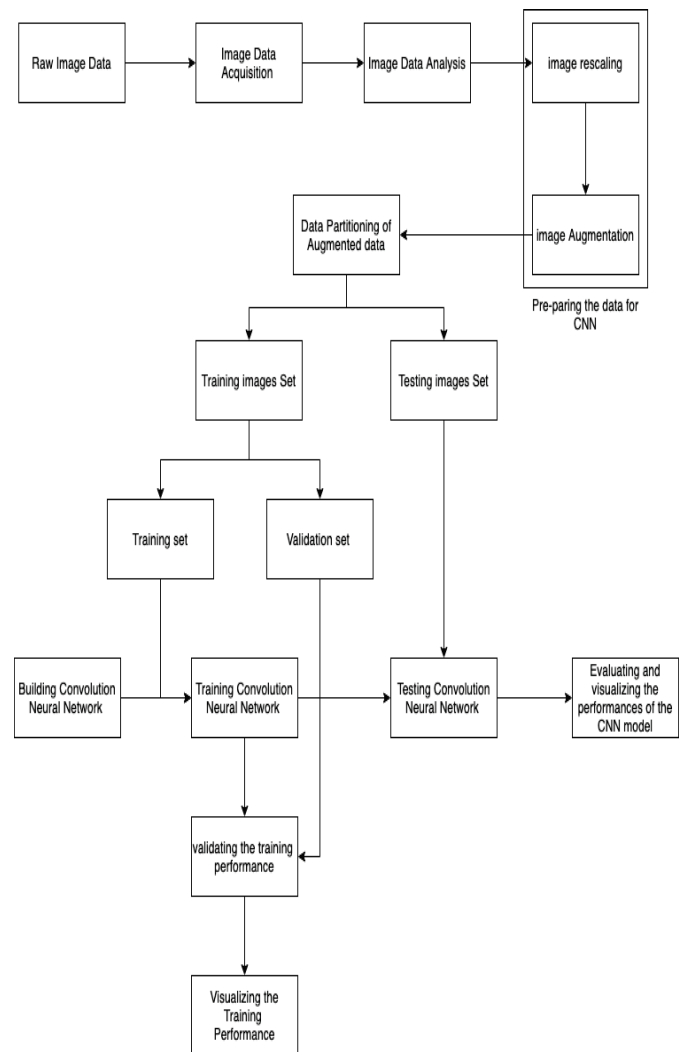 Raw Image Data
Image Data
Acquisition
Image Data Analysis
image rescaling
Data Partitioning of
Augmented data
image Augmentation
Pre-paring the data for
CNN
Training images Set
Testing images Set
Training set
Validation set
Building Convolution
Neural Network
Training Convolution
Neural Network
Testing Convolution
Neural Network
Evaluating and
visualizing the
performances of the
CNN model
validating the training
performance
Visualizing the
Training
Performance